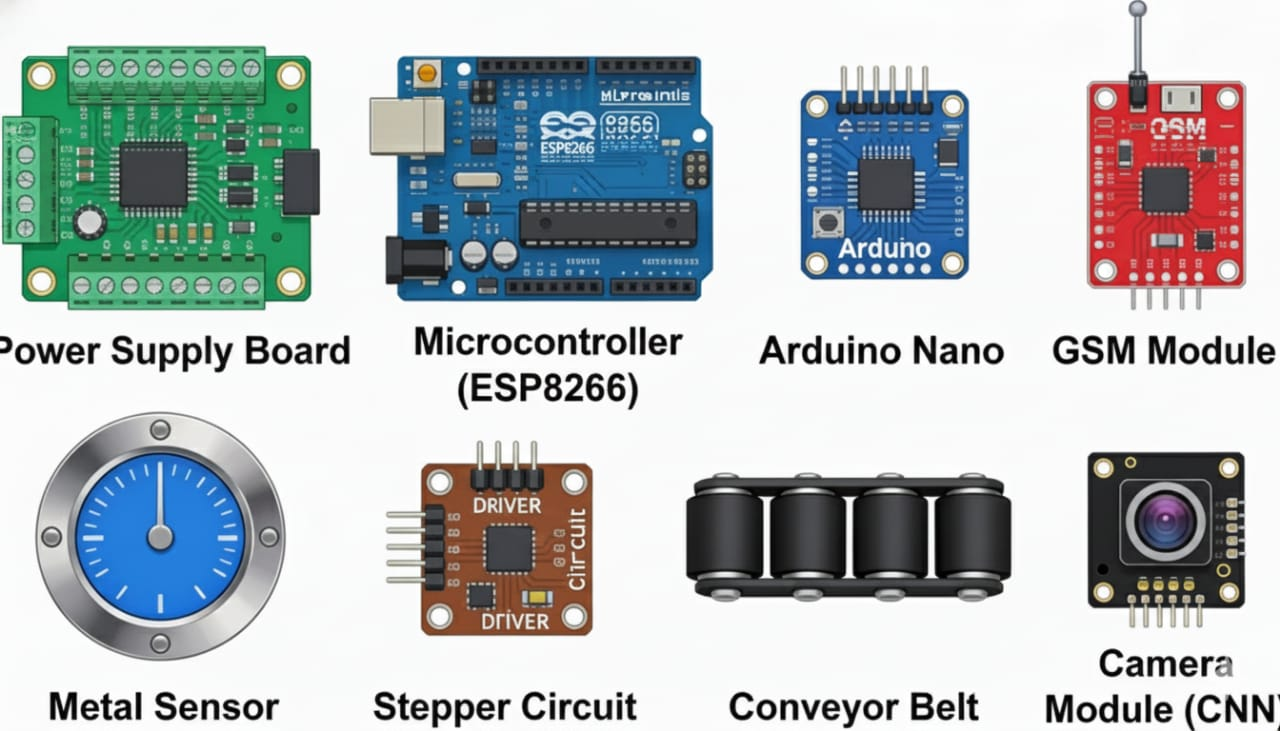 ESP8266
8266
Arduino
GSM
Power Supply Board
Microcontroller
(ESP8266)
Arduino Nano
GSM Module
DRIVER
Circuit
DRIVER
Metal Sensor
Stepper Circuit
Conveyor Belt
Camera
Module (CNN)